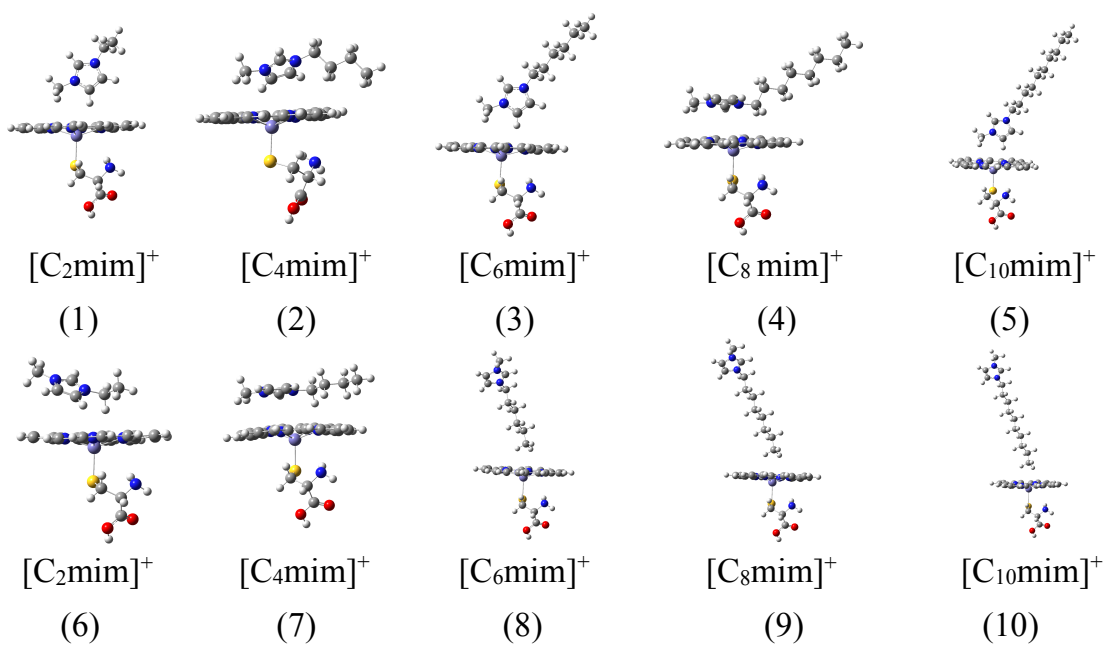 [C₂mim]⁺ [C₄mim]⁺ [C₆mim]⁺ [C₈ mim]⁺ [C₁₀mim]⁺
(1) (2) (3) (4) (5)
[C₂mim]⁺ [C₄mim]⁺ [C₆mim]⁺ [C₈mim]⁺ [C₁₀mim]⁺
(6) (7) (8) (9) (10)